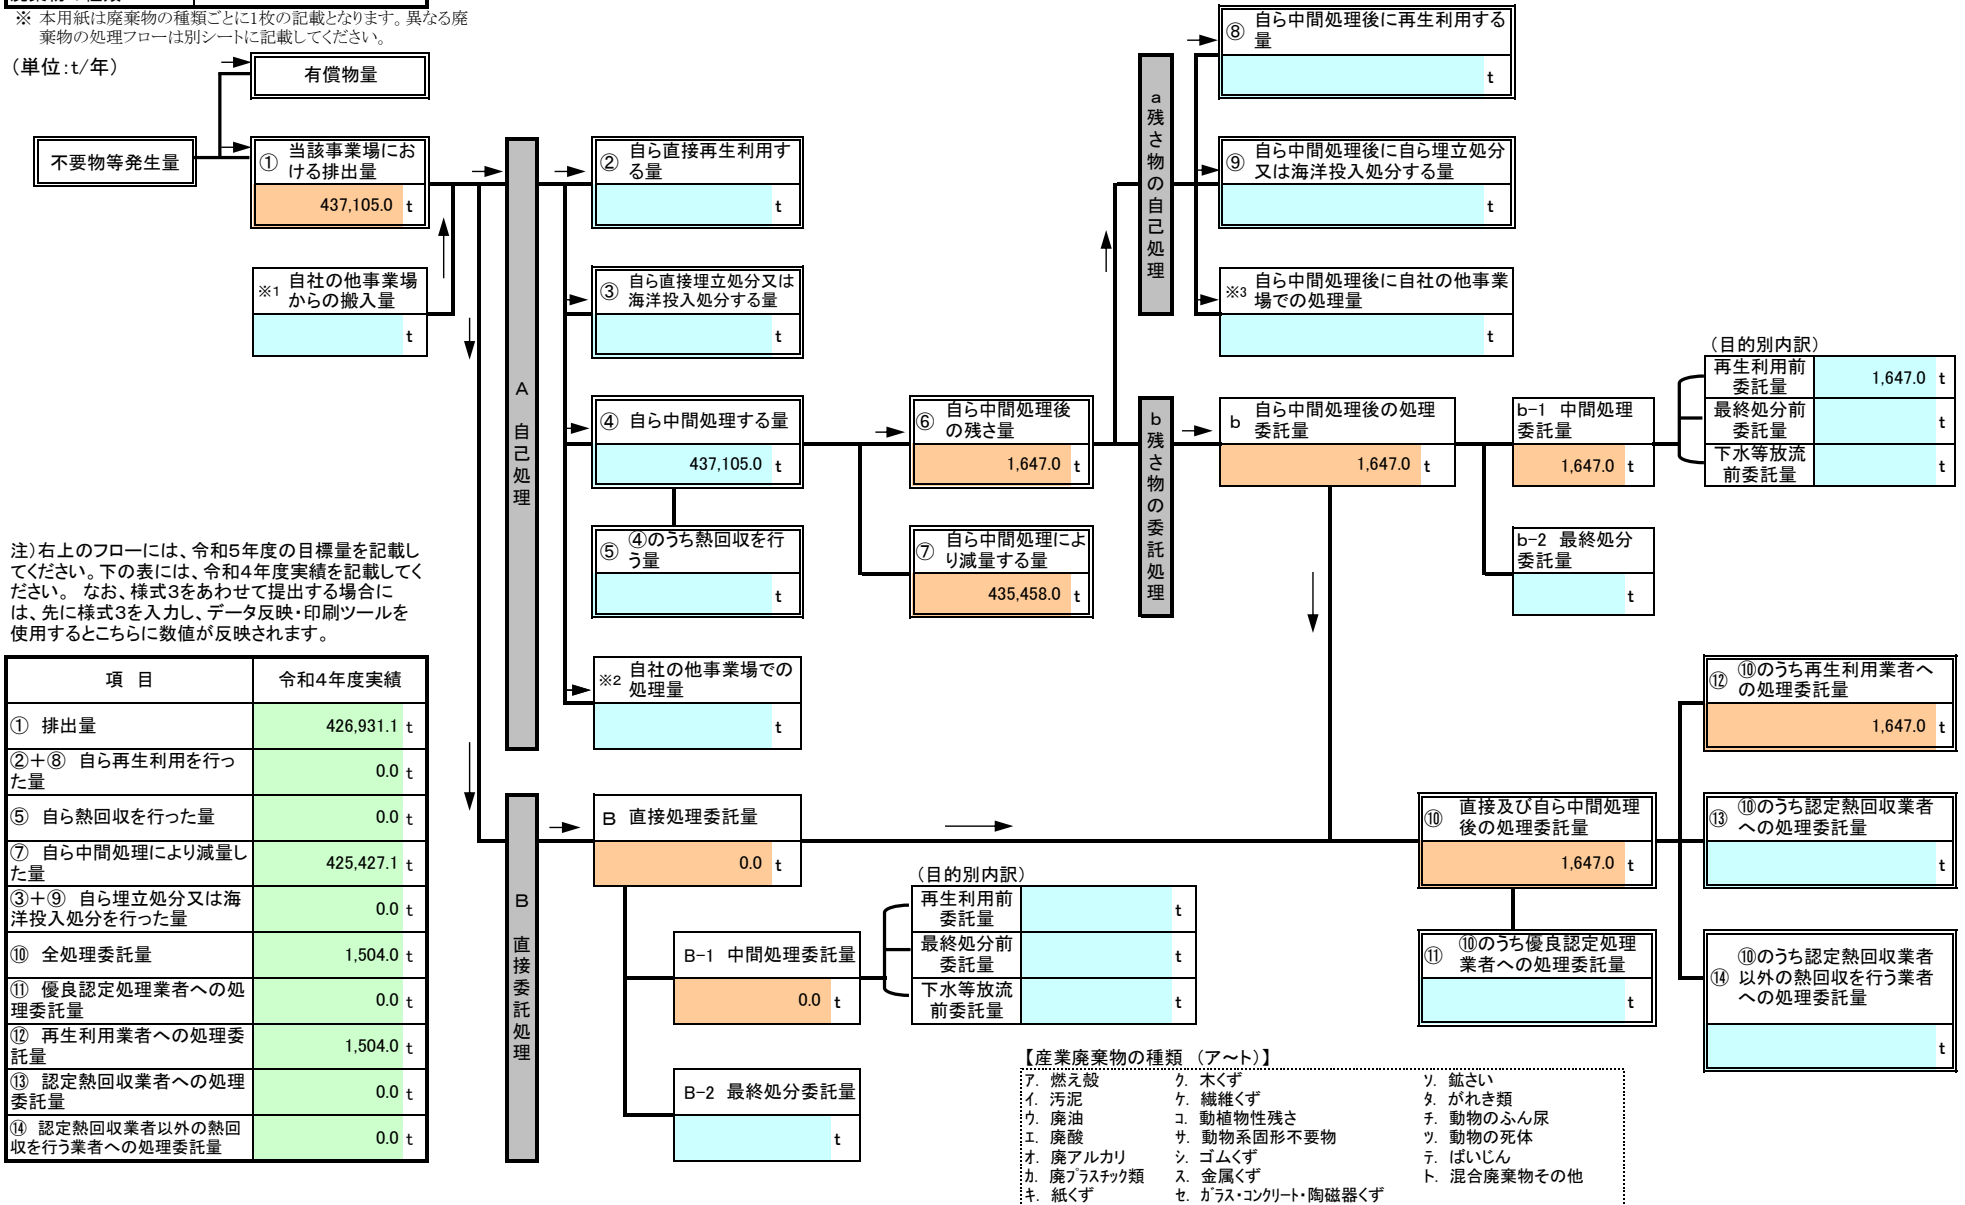 ※ 本用紙は廃棄物の種類ごとに1枚の記載となります。異なる廃
棄物の処理フローは別シートに記載してください。
（単位：t/年）
有償物量
不要物等発生量
① 当該事業場にお
ける排出量
437,105.0 t
※1 自社の他事業場
からの搬入量
t
A 自己処理
② 自ら直接再生利用す
る量
t
③ 自ら直接埋立処分又は
海洋投入処分する量
t
④ 自ら中間処理する量
437,105.0 t
⑤ ④のうち熱回収を行
う量
t
※2 自社の他事業場での
処理量
t
⑥ 自ら中間処理後
の残さ量
1,647.0 t
⑦ 自ら中間処理によ
り減量する量
435,458.0 t
a 残さ物の自己処理
⑧ 自ら中間処理後に再生利用する
量
t
⑨ 自ら中間処理後に自ら埋立処分
又は海洋投入処分する量
t
※3 自ら中間処理後に自社の他事業
場での処理量
t
b 残さ物の委託処理
b 自ら中間処理後の処理
委託量
1,647.0 t
b-1 中間処理
委託量
1,647.0 t
b-2 最終処分
委託量
t
（目的別内訳）
再生利用前
委託量
1,647.0 t
最終処分前
委託量
t
下水等放流
前委託量
t
注）右上のフローには、令和5年度の目標量を記載し
てください。下の表には、令和4年度実績を記載してく
ださい。 なお、様式3をあわせて提出する場合に
は、先に様式3を入力し、データ反映・印刷ツールを
使用するとこちらに数値が反映されます。
項 目 令和4年度実績
① 排出量 426,931.1 t
②＋⑧ 自ら再生利用を行っ
た量 0.0 t
⑤ 自ら熱回収を行った量 0.0 t
⑦ 自ら中間処理により減量し
た量 425,427.1 t
③＋⑨ 自ら埋立処分又は海
洋投入処分を行った量 0.0 t
⑩ 全処理委託量 1,504.0 t
⑪ 優良認定処理業者への処
理委託量 0.0 t
⑫ 再生利用業者への処理委
託量 1,504.0 t
⑬ 認定熱回収業者への処理
委託量 0.0 t
⑭ 認定熱回収業者以外の熱回
収を行う業者への処理委託量 0.0 t
B 直接委託処理
B 直接処理委託量
0.0 t
B-1 中間処理委託量
0.0 t
B-2 最終処分委託量
t
（目的別内訳）
再生利用前
委託量
t
最終処分前
委託量
t
下水等放流
前委託量
t
⑩ 直接及び自ら中間処理
後の処理委託量
1,647.0 t
⑪ ⑩のうち優良認定処理
業者への処理委託量
t
⑫ ⑩のうち再生利用業者へ
の処理委託量
1,647.0 t
⑬ ⑩のうち認定熱回収業者
への処理委託量
t
⑭ ⑩のうち認定熱回収業者
以外の熱回収を行う業者
への処理委託量
t
【産業廃棄物の種類 （ア～ト）】
ア. 燃え殻 ク. 木くず ソ. 鉱さい
イ. 汚泥 ケ. 繊維くず タ. がれき類
ウ. 廃油 コ. 動植物性残さ チ. 動物のふん尿
エ. 廃酸 サ. 動物系固形不要物 ツ. 動物の死体
オ. 廃アルカリ シ. ゴムくず テ. ばいじん
カ. 廃プラスチック類 ス. 金属くず ト. 混合廃棄物その他
キ. 紙くず セ. ガラス・コンクリート・陶磁器くず